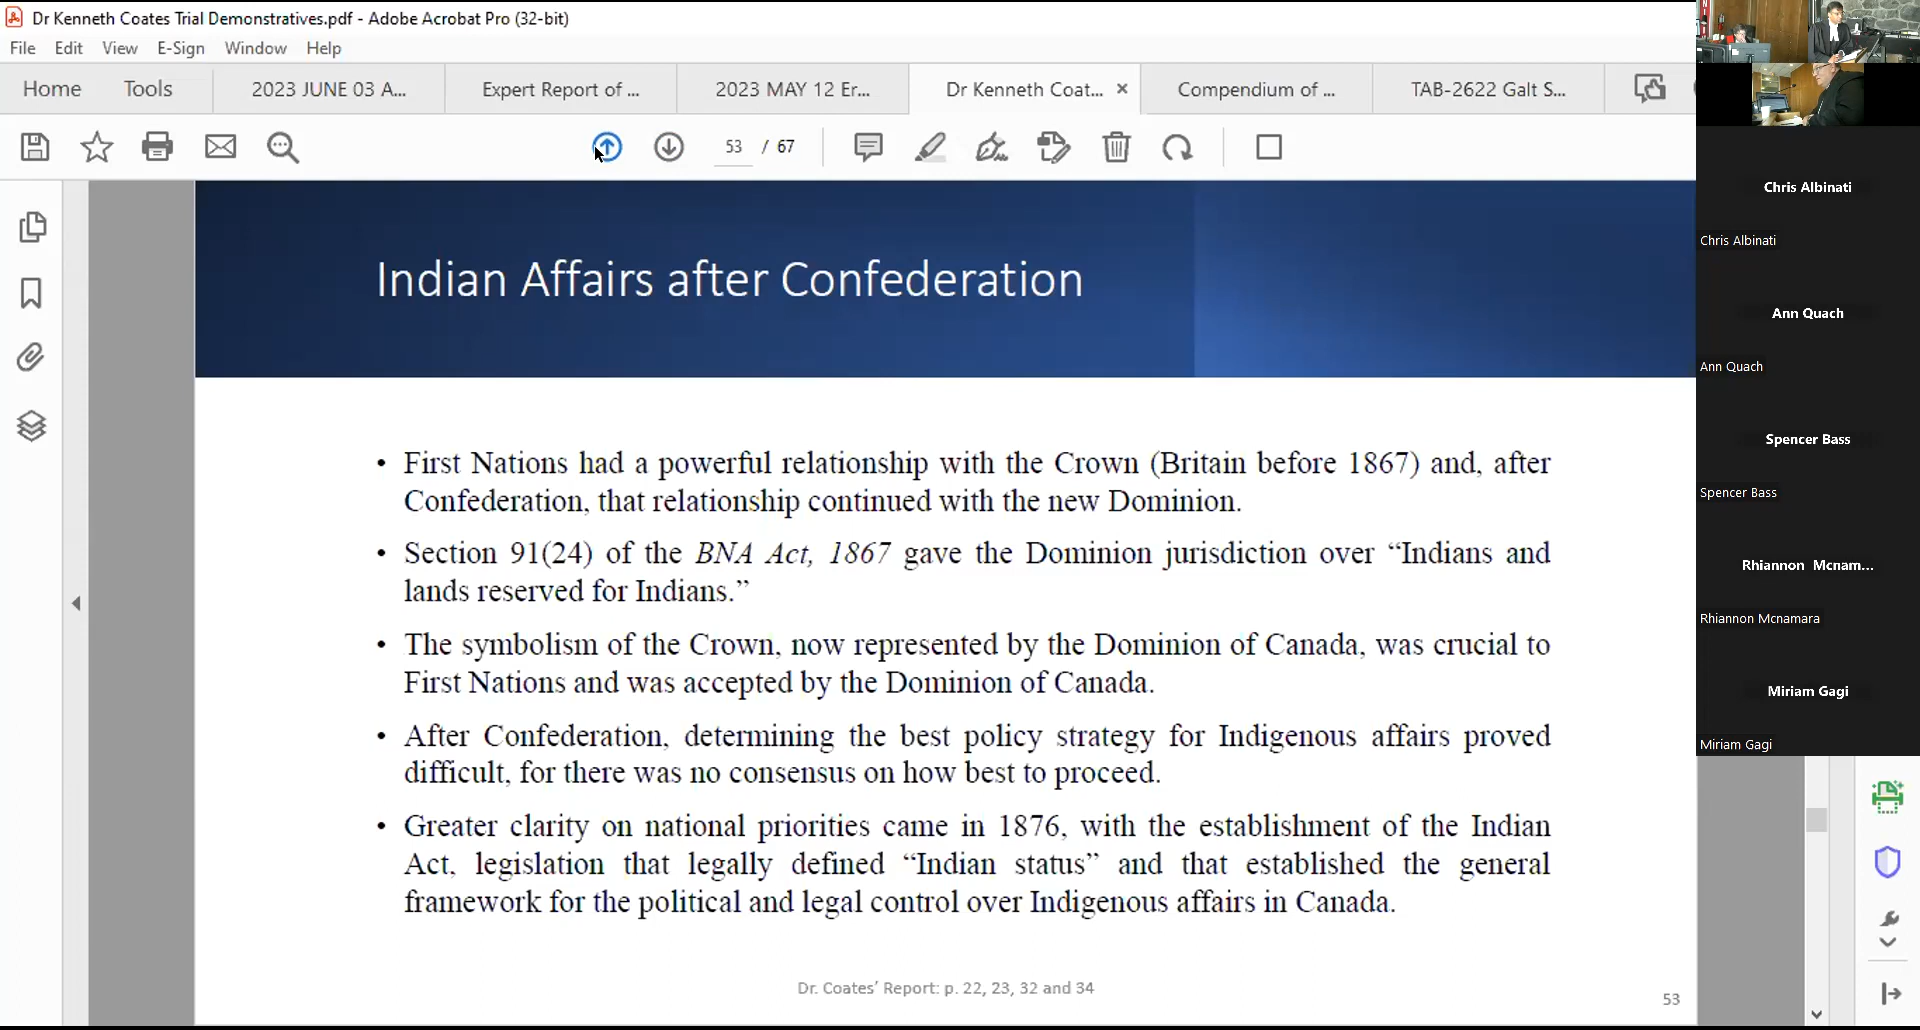 Dr Kenneth Coates Trial Demonstratives.pdf - Adobe Acrobat Pro (32-bit)
File Edit View E-Sign Window Help
Home Tools 2023 JUNE 03 A... Expert Report of ... 2023 MAY 12 Er... Dr Kenneth Coat... × Compendium of ... TAB-2622 Galt S...
53 / 67
Indian Affairs after Confederation
• First Nations had a powerful relationship with the Crown (Britain before 1867) and, after
Confederation, that relationship continued with the new Dominion.
• Section 91(24) of the BNA Act, 1867 gave the Dominion jurisdiction over “Indians and
lands reserved for Indians.”
• The symbolism of the Crown, now represented by the Dominion of Canada, was crucial to
First Nations and was accepted by the Dominion of Canada.
• After Confederation, determining the best policy strategy for Indigenous affairs proved
difficult, for there was no consensus on how best to proceed.
• Greater clarity on national priorities came in 1876, with the establishment of the Indian
Act, legislation that legally defined “Indian status” and that established the general
framework for the political and legal control over Indigenous affairs in Canada.
Dr. Coates’ Report: p. 22, 23, 32 and 34
53
Chris Albinati
Chris Albinati
Ann Quach
Ann Quach
Spencer Bass
Spencer Bass
Rhiannon Mcnam...
Rhiannon Mcnamara
Miriam Gagi
Miriam Gagi